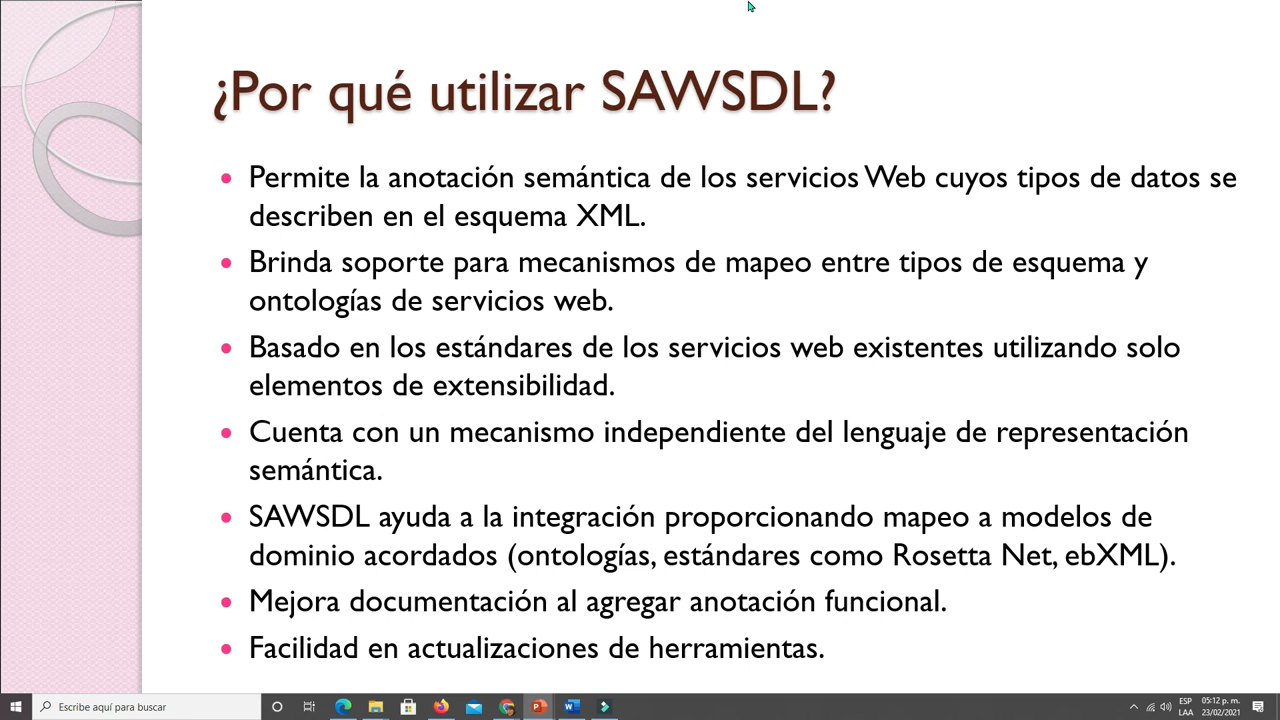 ¿Por qué utilizar SAWSDL?
• Permite la anotación semántica de los servicios Web cuyos tipos de datos se
describen en el esquema XML.
• Brinda soporte para mecanismos de mapeo entre tipos de esquema y
ontologías de servicios web.
• Basado en los estándares de los servicios web existentes utilizando solo
elementos de extensibilidad.
• Cuenta con un mecanismo independiente del lenguaje de representación
semántica.
• SAWSDL ayuda a la integración proporcionando mapeo a modelos de
dominio acordados (ontologías, estándares como Rosetta Net, ebXML).
• Mejora documentación al agregar anotación funcional.
• Facilidad en actualizaciones de herramientas.
Escribe aquí para buscar
ESP 05:12 p. m.
LAA 23/02/2021